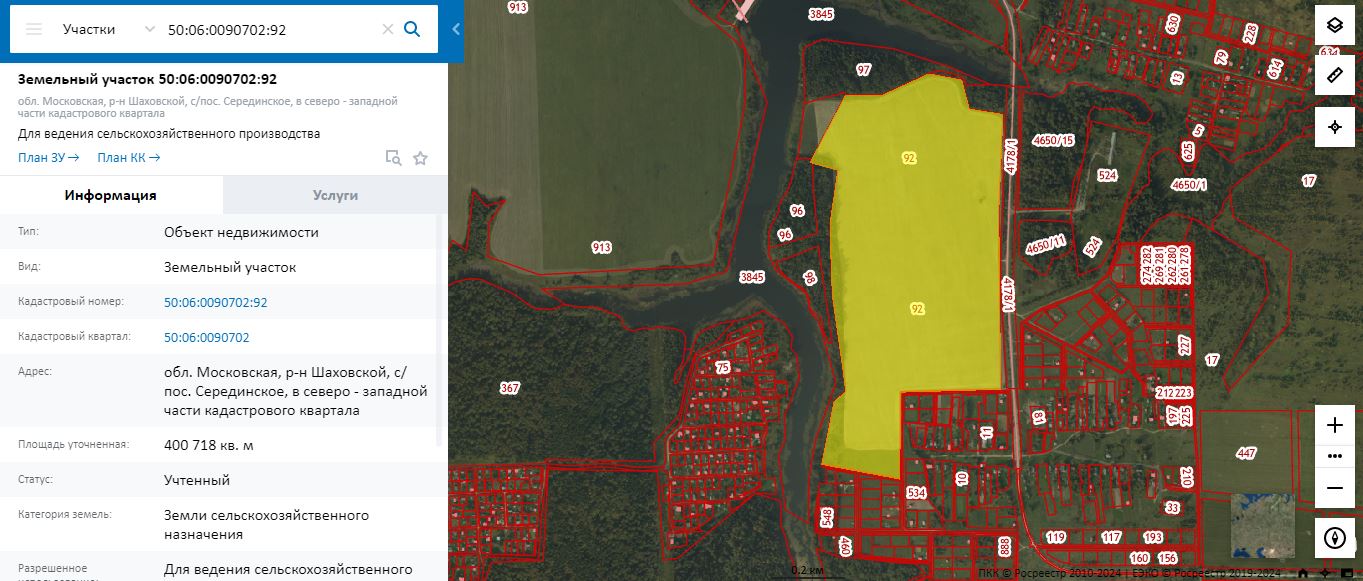 Участки
50:06:0090702:92
Земельный участок 50:06:0090702:92
обл. Московская, р-н Шаховской, с/пос. Серединское, в северо - западной
части кадастрового квартала
Для ведения сельскохозяйственного производства
План ЗУ →
План КК →
Информация
Услуги
Тип:
Объект недвижимости
Вид:
Земельный участок
Кадастровый номер:
50:06:0090702:92
Кадастровый квартал:
50:06:0090702
Адрес:
обл. Московская, р-н Шаховской, с/
пос. Серединское, в северо - западной
части кадастрового квартала
Площадь уточненная:
400 718 кв. м
Статус:
Учтенный
Категория земель:
Земли сельскохозяйственного
назначения
Разрешенное
Для ведения сельскохозяйственного
913
3845
630
228
79
634
614
13
97
92
4178/1
4650/15
5
625
524
4650/1
17
96
96
913
4650/11
524
3845
98
274 282
269 281
262 280
261 278
92
4178/1
227
17
75
367
212 223
197
225
81
11
447
210
10
534
33
548
460
888
119
117
193
160
156
0.2 км
ПКК © Росреестр 2010-2024 | ЕЭКО © Росреестр 2019-2024